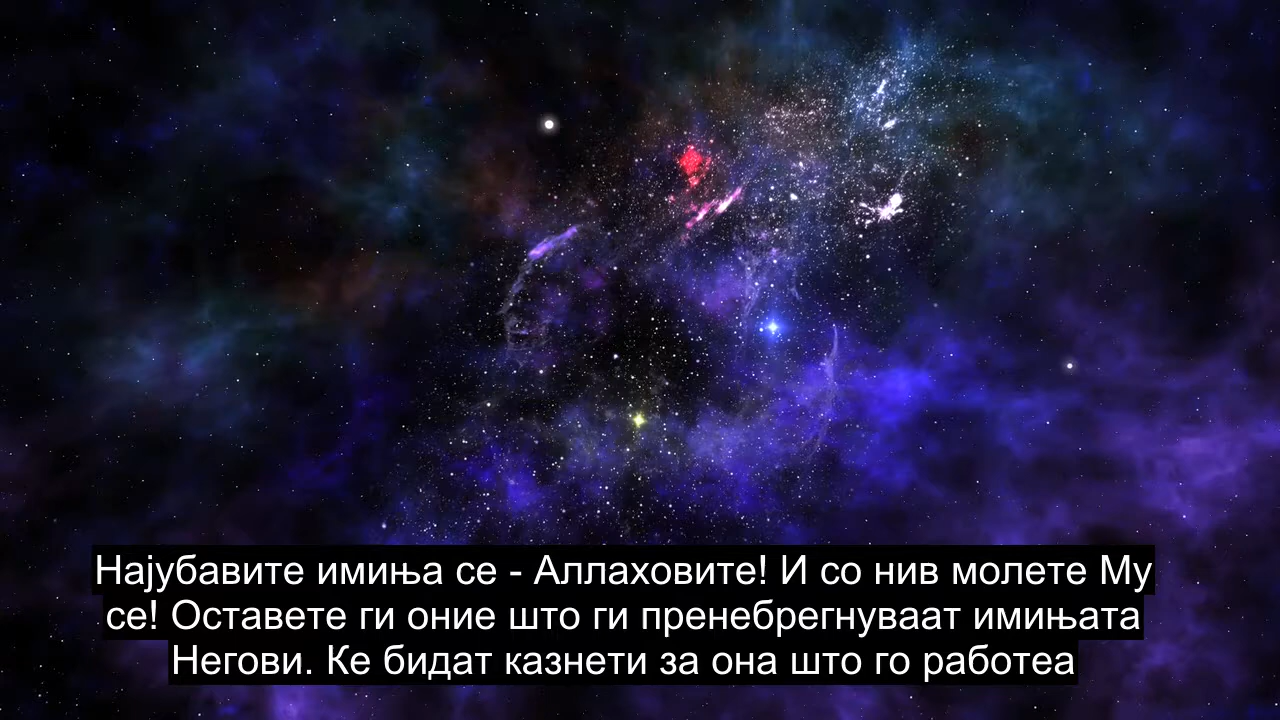 Најубавите имиња се - Аллаховите! И со нив молете Му
се! Оставете ги оние што ги пренебрегнуваат имињата
Негови. Ке бидат казнети за она што го работеа